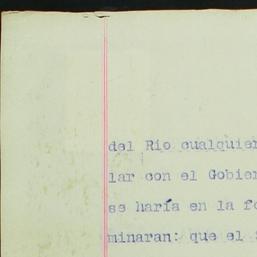 del Rio cualquier
lar con el Gobier
se haría en la fo
minaran: que el